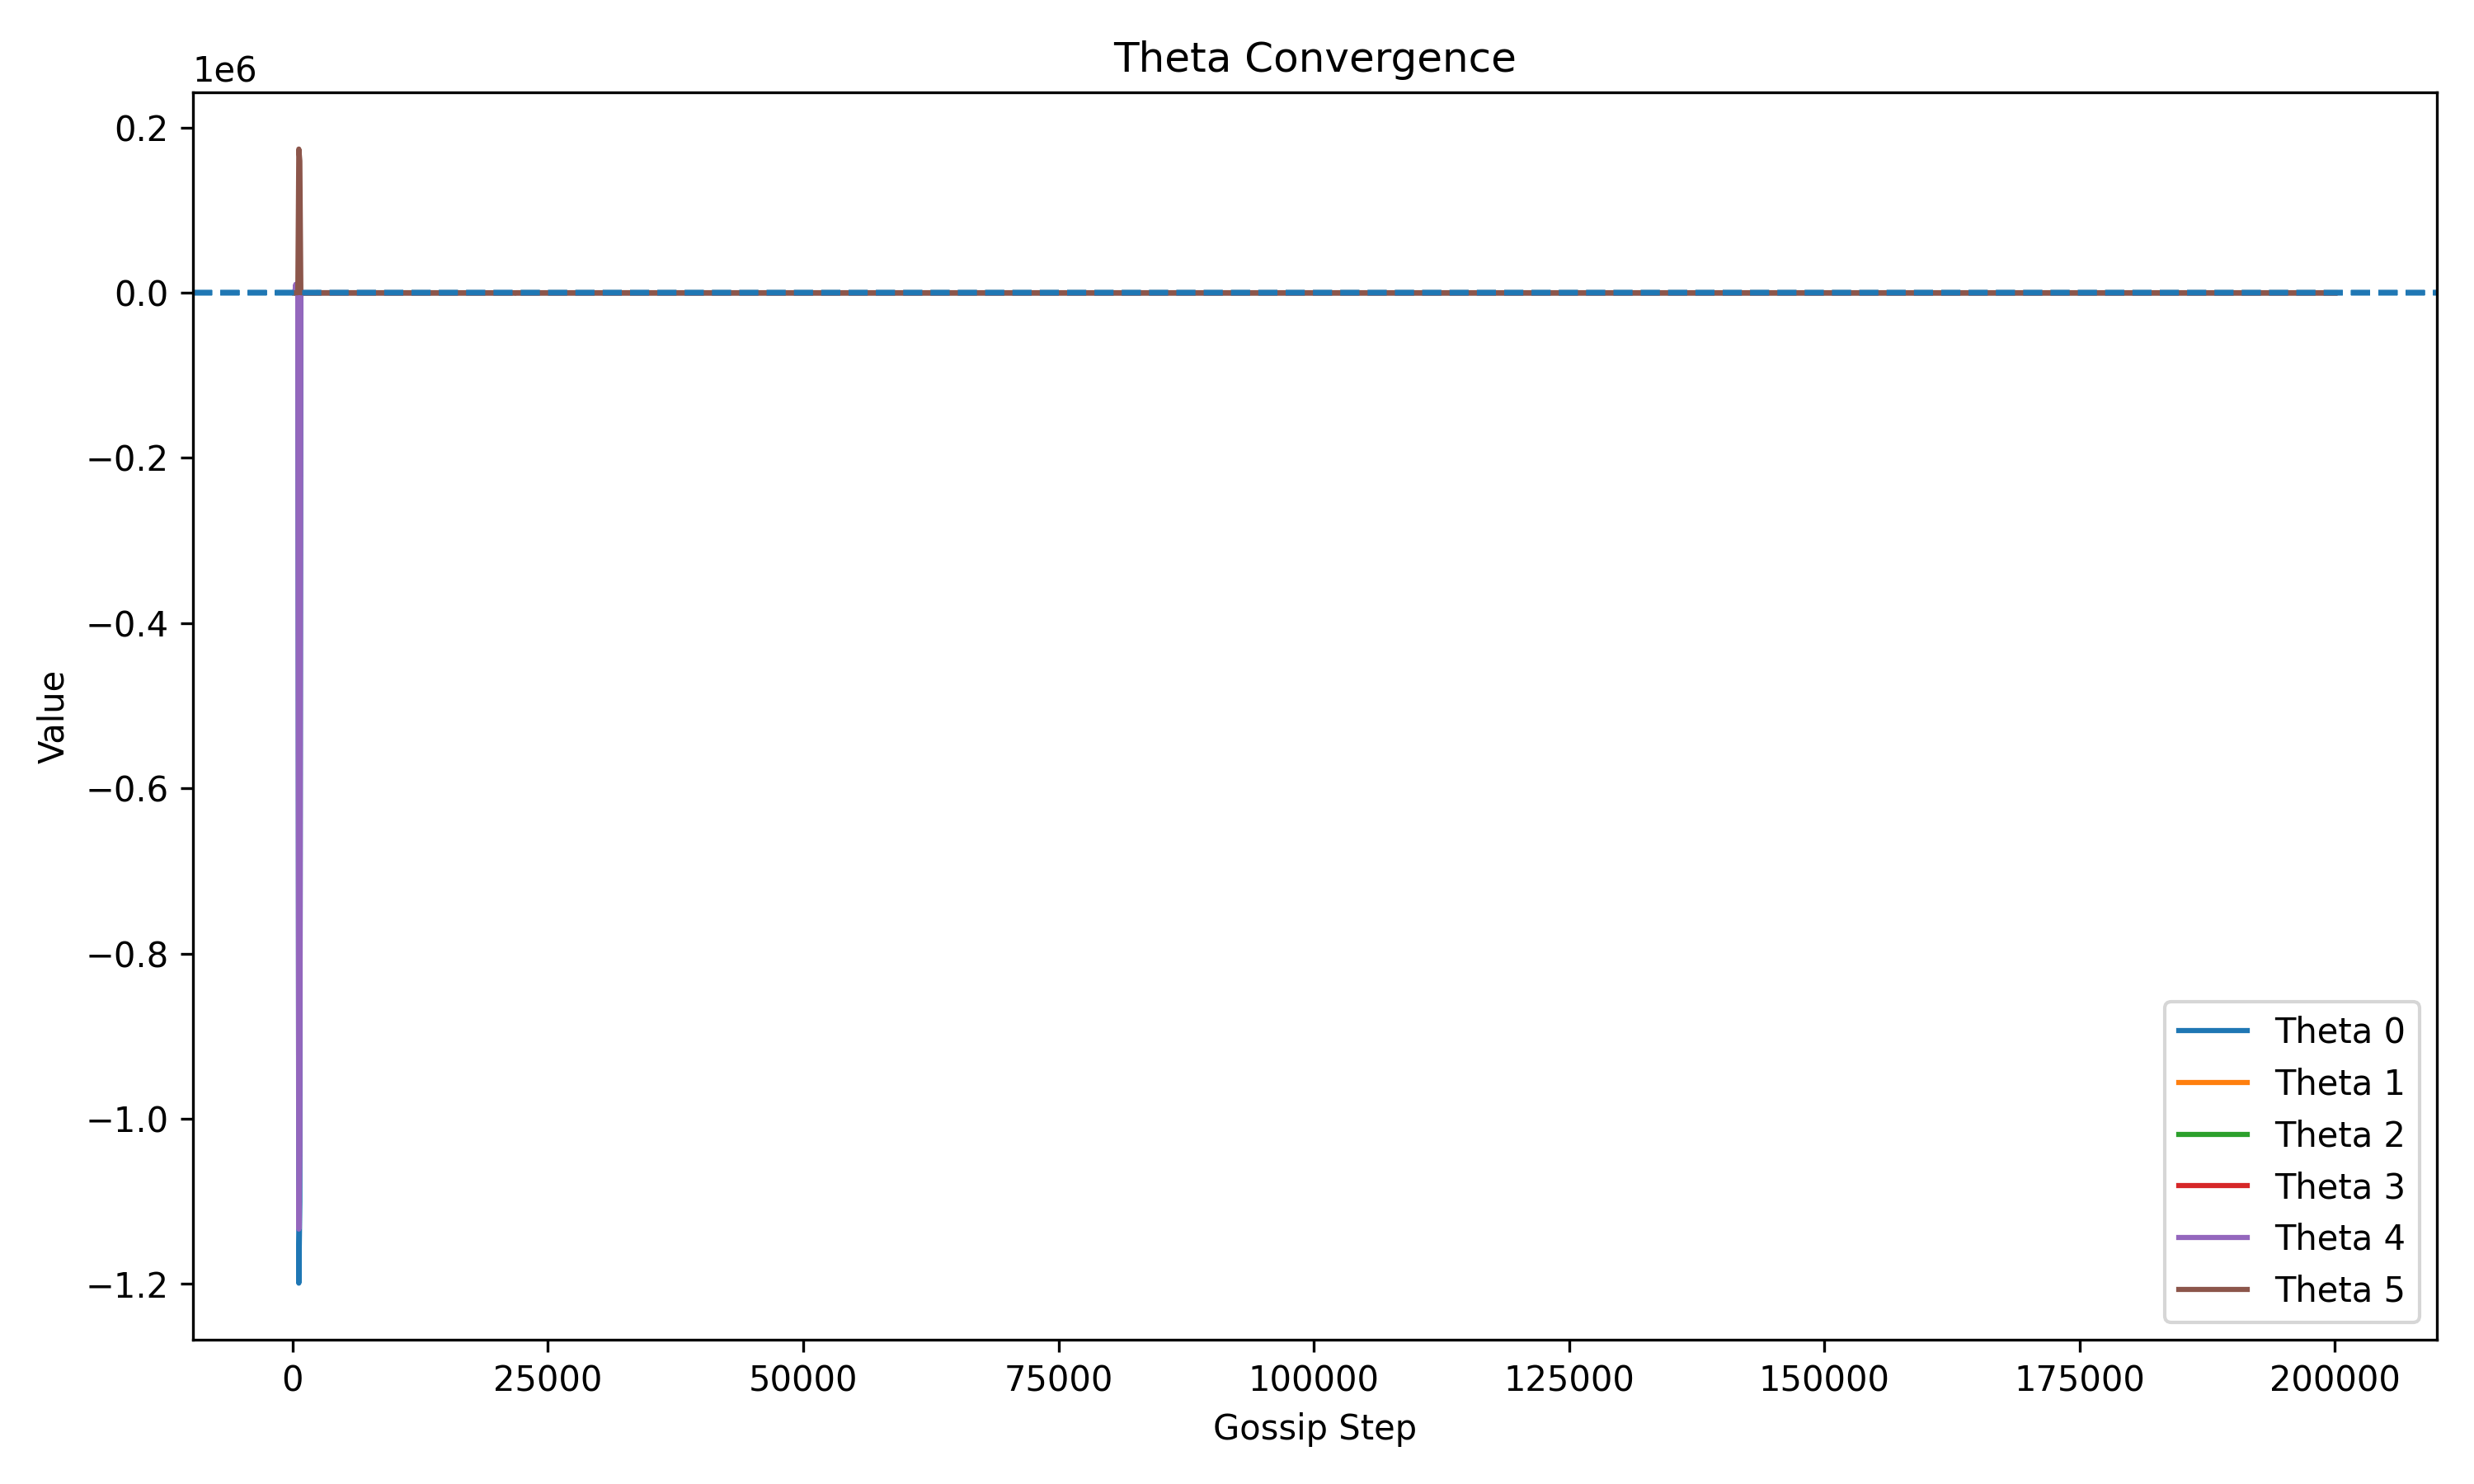 Theta Convergence
1e6
0.2
0.0
−0.2
−0.4
−0.6
−0.8
−1.0
−1.2
Value
0 25000 50000 75000 100000 125000 150000 175000 200000
Gossip Step
Theta 0
Theta 1
Theta 2
Theta 3
Theta 4
Theta 5